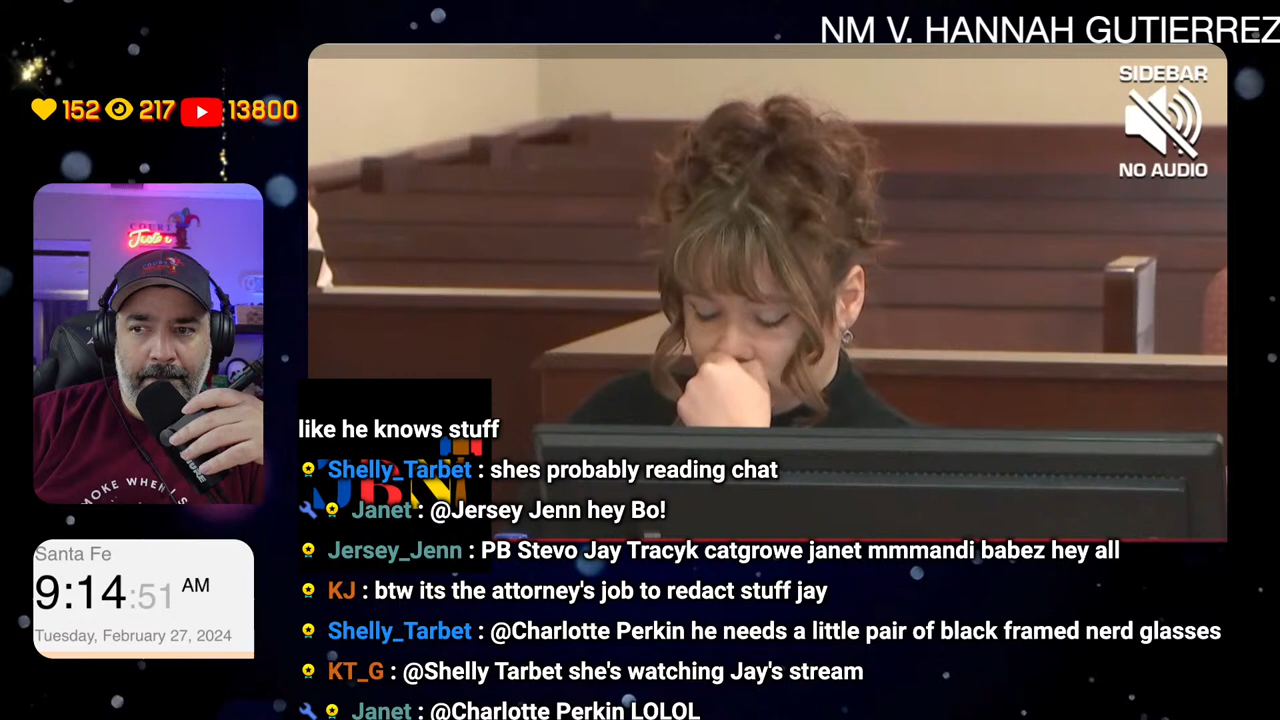 NM V. HANNAH GUTIERREZ
SIDEBAR
NO AUDIO
152 217 13800
COURT
MOKE WHEN I S
like he knows stuff
Shelly_Tarbet : shes probably reading chat
Janet : @Jersey Jenn hey Bo!
Jersey_Jenn : PB Stevo Jay Tracyk catgrowe janet mmmandi babez hey all
KJ : btw its the attorney's job to redact stuff jay
Shelly_Tarbet : @Charlotte Perkin he needs a little pair of black framed nerd glasses
KT_G : @Shelly Tarbet she's watching Jay's stream
Janet : @Charlotte Perkin LOLOL
Santa Fe
9:14:51 AM
Tuesday, February 27, 2024